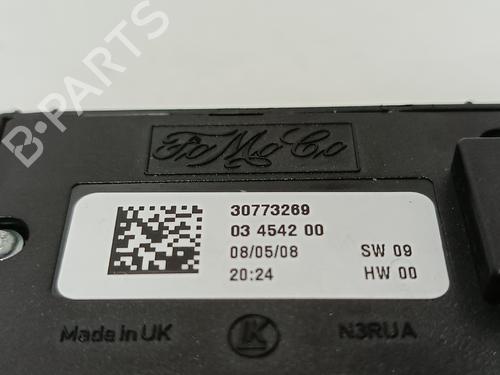 B-PARTS
FoMoCo
30773269
03 4542 00
08/05/08 SW 09
20:24 HW 00
Made in UK K N3RUA